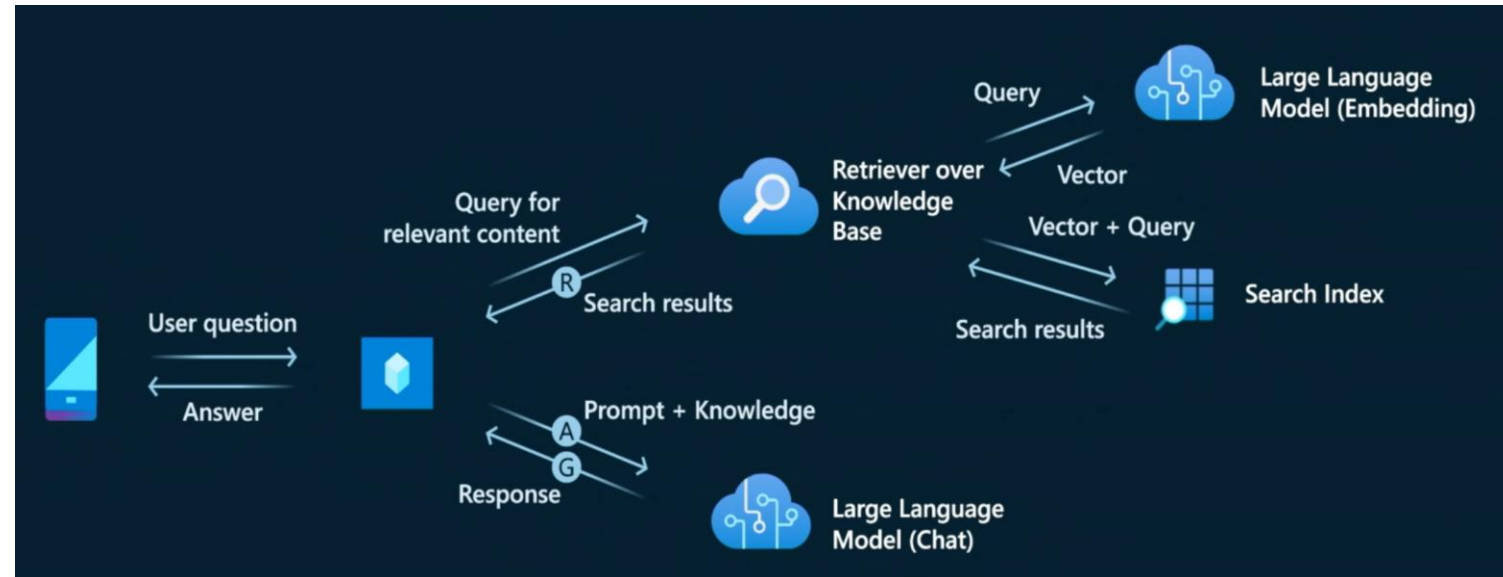 Query
Large Language
Model (Embedding)
Vector
Retriever over
Knowledge
Base
Query for
relevant content
R
Search results
Vector + Query
Search Index
Search results
User question
Answer
Prompt + Knowledge
A
G
Response
Large Language
Model (Chat)